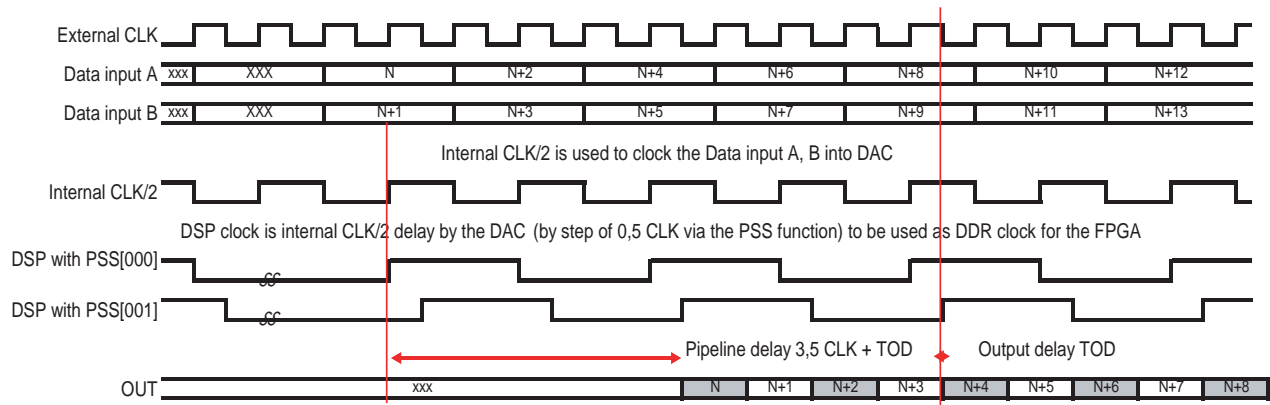 External CLK
Data input A xxx XXX N N+2 N+4 N+6 N+8 N+10 N+12
Data input B xxx XXX N+1 N+3 N+5 N+7 N+9 N+11 N+13
Internal CLK/2 is used to clock the Data input A, B into DAC
Internal CLK/2
DSP clock is internal CLK/2 delay by the DAC (by step of 0,5 CLK via the PSS function) to be used as DDR clock for the FPGA
DSP with PSS[000]
DSP with PSS[001]
Pipeline delay 3,5 CLK + TOD Output delay TOD
OUT xxx N N+1 N+2 N+3 N+4 N+5 N+6 N+7 N+8